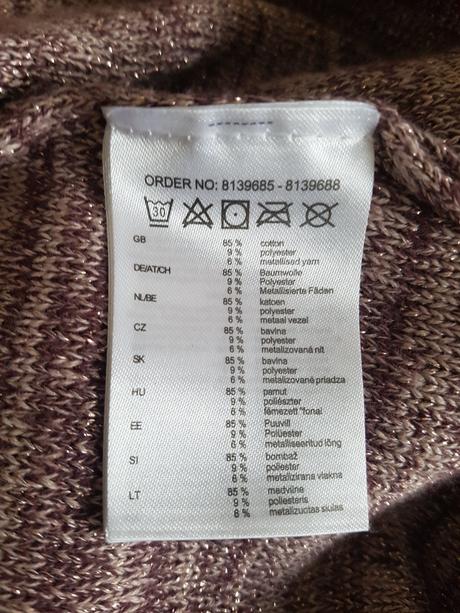 ORDER NO: 8139685 - 8139688
30
GB 85 % cotton
9 % polyester
6 % metallised yarn
DE/AT/CH 85 % Baumwolle
9 % Polyester
6 % Metallisierte Fäden
NL/BE 85 % katoen
9 % polyester
6 % metaal vezel
CZ 85 % bavlna
9 % polyester
6 % metalizovaná nit
SK 85 % bavlna
9 % polyester
6 % metalizované priadza
HU 85 % pamut
9 % poliészter
6 % fémezett "fonal
EE 85 % Puuvill
9 % Polüester
6 % metalliseeritud lõng
SI 85 % bombaž
9 % poliester
6 % metalizirana vlakna
LT 85 % medvilnė
9 % poliesteris
6 % metalizuotas siūlas